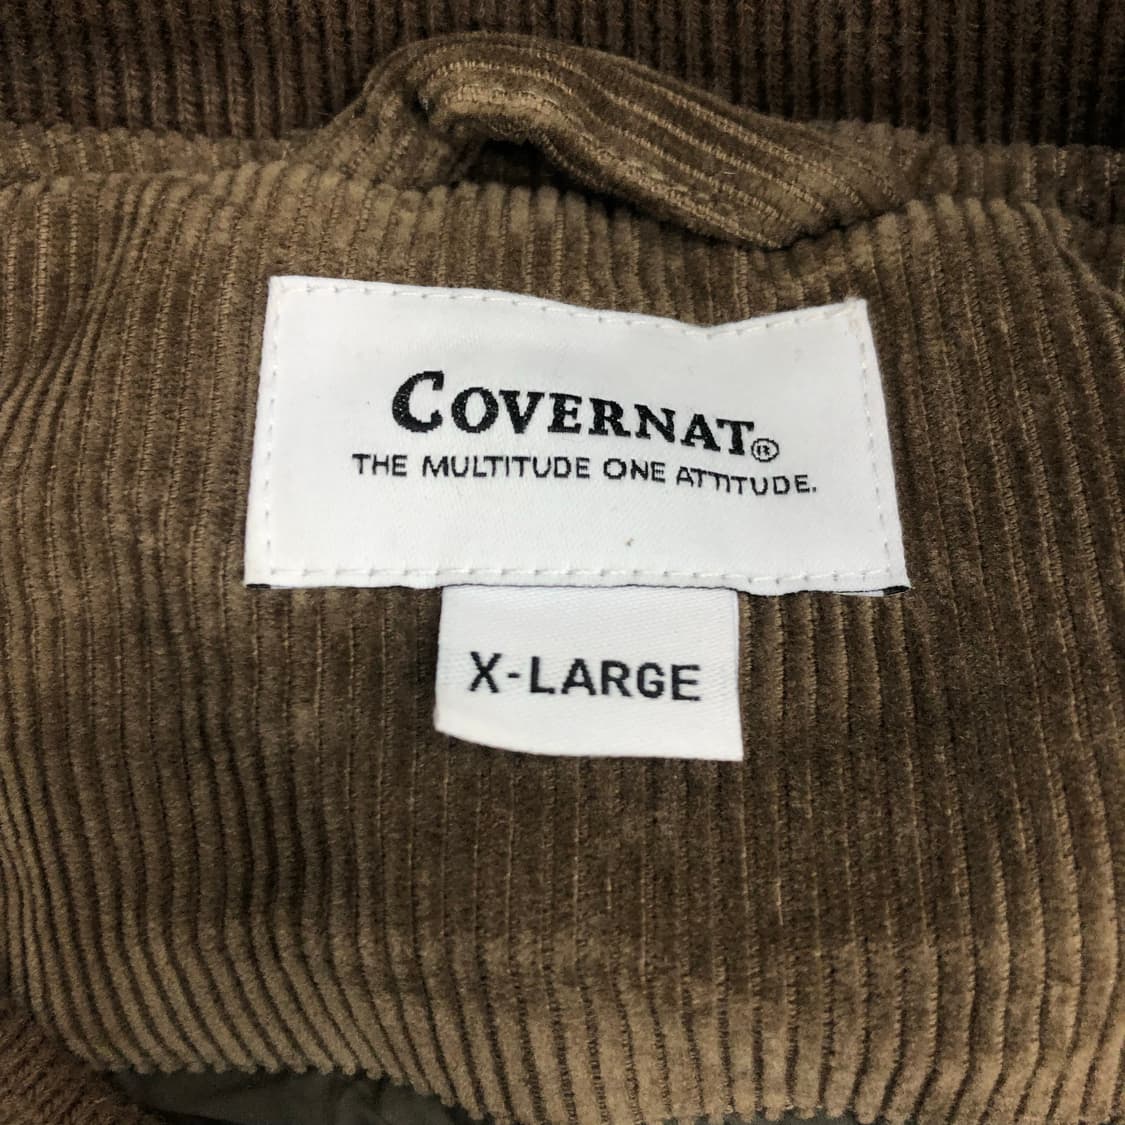 COVERNAT®
THE MULTITUDE ONE ATTITUDE.
X-LARGE